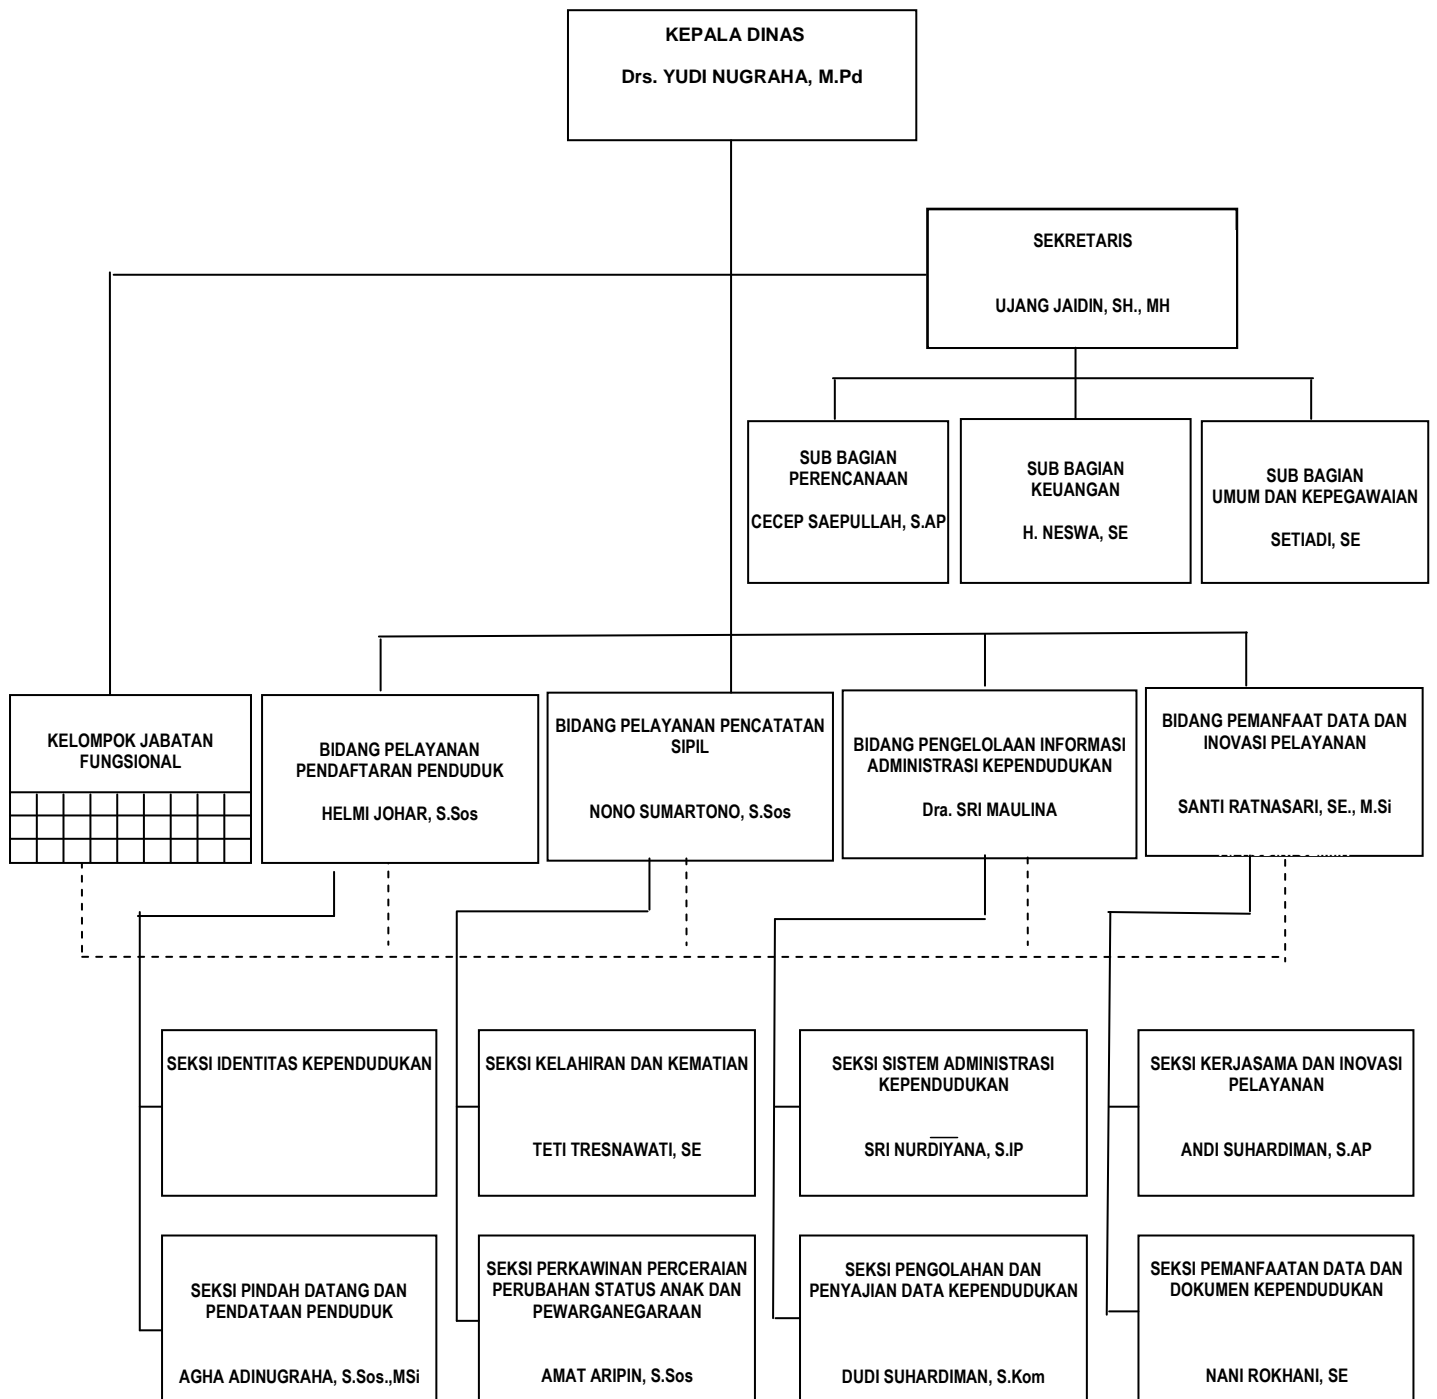 KEPALA DINAS
Drs. YUDI NUGRAHA, M.Pd
SEKRETARIS
UJANG JAIDIN, SH., MH
SUB BAGIAN
PERENCANAAN
CECEP SAEPULLAH, S.AP
SUB BAGIAN
KEUANGAN
H. NESWA, SE
SUB BAGIAN
UMUM DAN KEPEGAWAIAN
SETIADI, SE
KELOMPOK JABATAN
FUNGSIONAL
BIDANG PELAYANAN
PENDAFTARAN PENDUDUK
HELMI JOHAR, S.Sos
BIDANG PELAYANAN PENCATATAN
SIPIL
NONO SUMARTONO, S.Sos
BIDANG PENGELOLAAN INFORMASI
ADMINISTRASI KEPENDUDUKAN
Dra. SRI MAULINA
BIDANG PEMANFAAT DATA DAN
INOVASI PELAYANAN
SANTI RATNASARI, SE., M.Si
SEKSI IDENTITAS KEPENDUDUKAN
SEKSI KELAHIRAN DAN KEMATIAN
TETI TRESNAWATI, SE
SEKSI SISTEM ADMINISTRASI
KEPENDUDUKAN
SRI NURDIYANA, S.IP
SEKSI KERJASAMA DAN INOVASI
PELAYANAN
ANDI SUHARDIMAN, S.AP
SEKSI PINDAH DATANG DAN
PENDATAAN PENDUDUK
AGHA ADINUGRAHA, S.Sos.,MSi
SEKSI PERKAWINAN PERCERAIAN
PERUBAHAN STATUS ANAK DAN
PEWARGANEGARAAN
AMAT ARIPIN, S.Sos
SEKSI PENGOLAHAN DAN
PENYAJIAN DATA KEPENDUDUKAN
DUDI SUHARDIMAN, S.Kom
SEKSI PEMANFAATAN DATA DAN
DOKUMEN KEPENDUDUKAN
NANI ROKHANI, SE